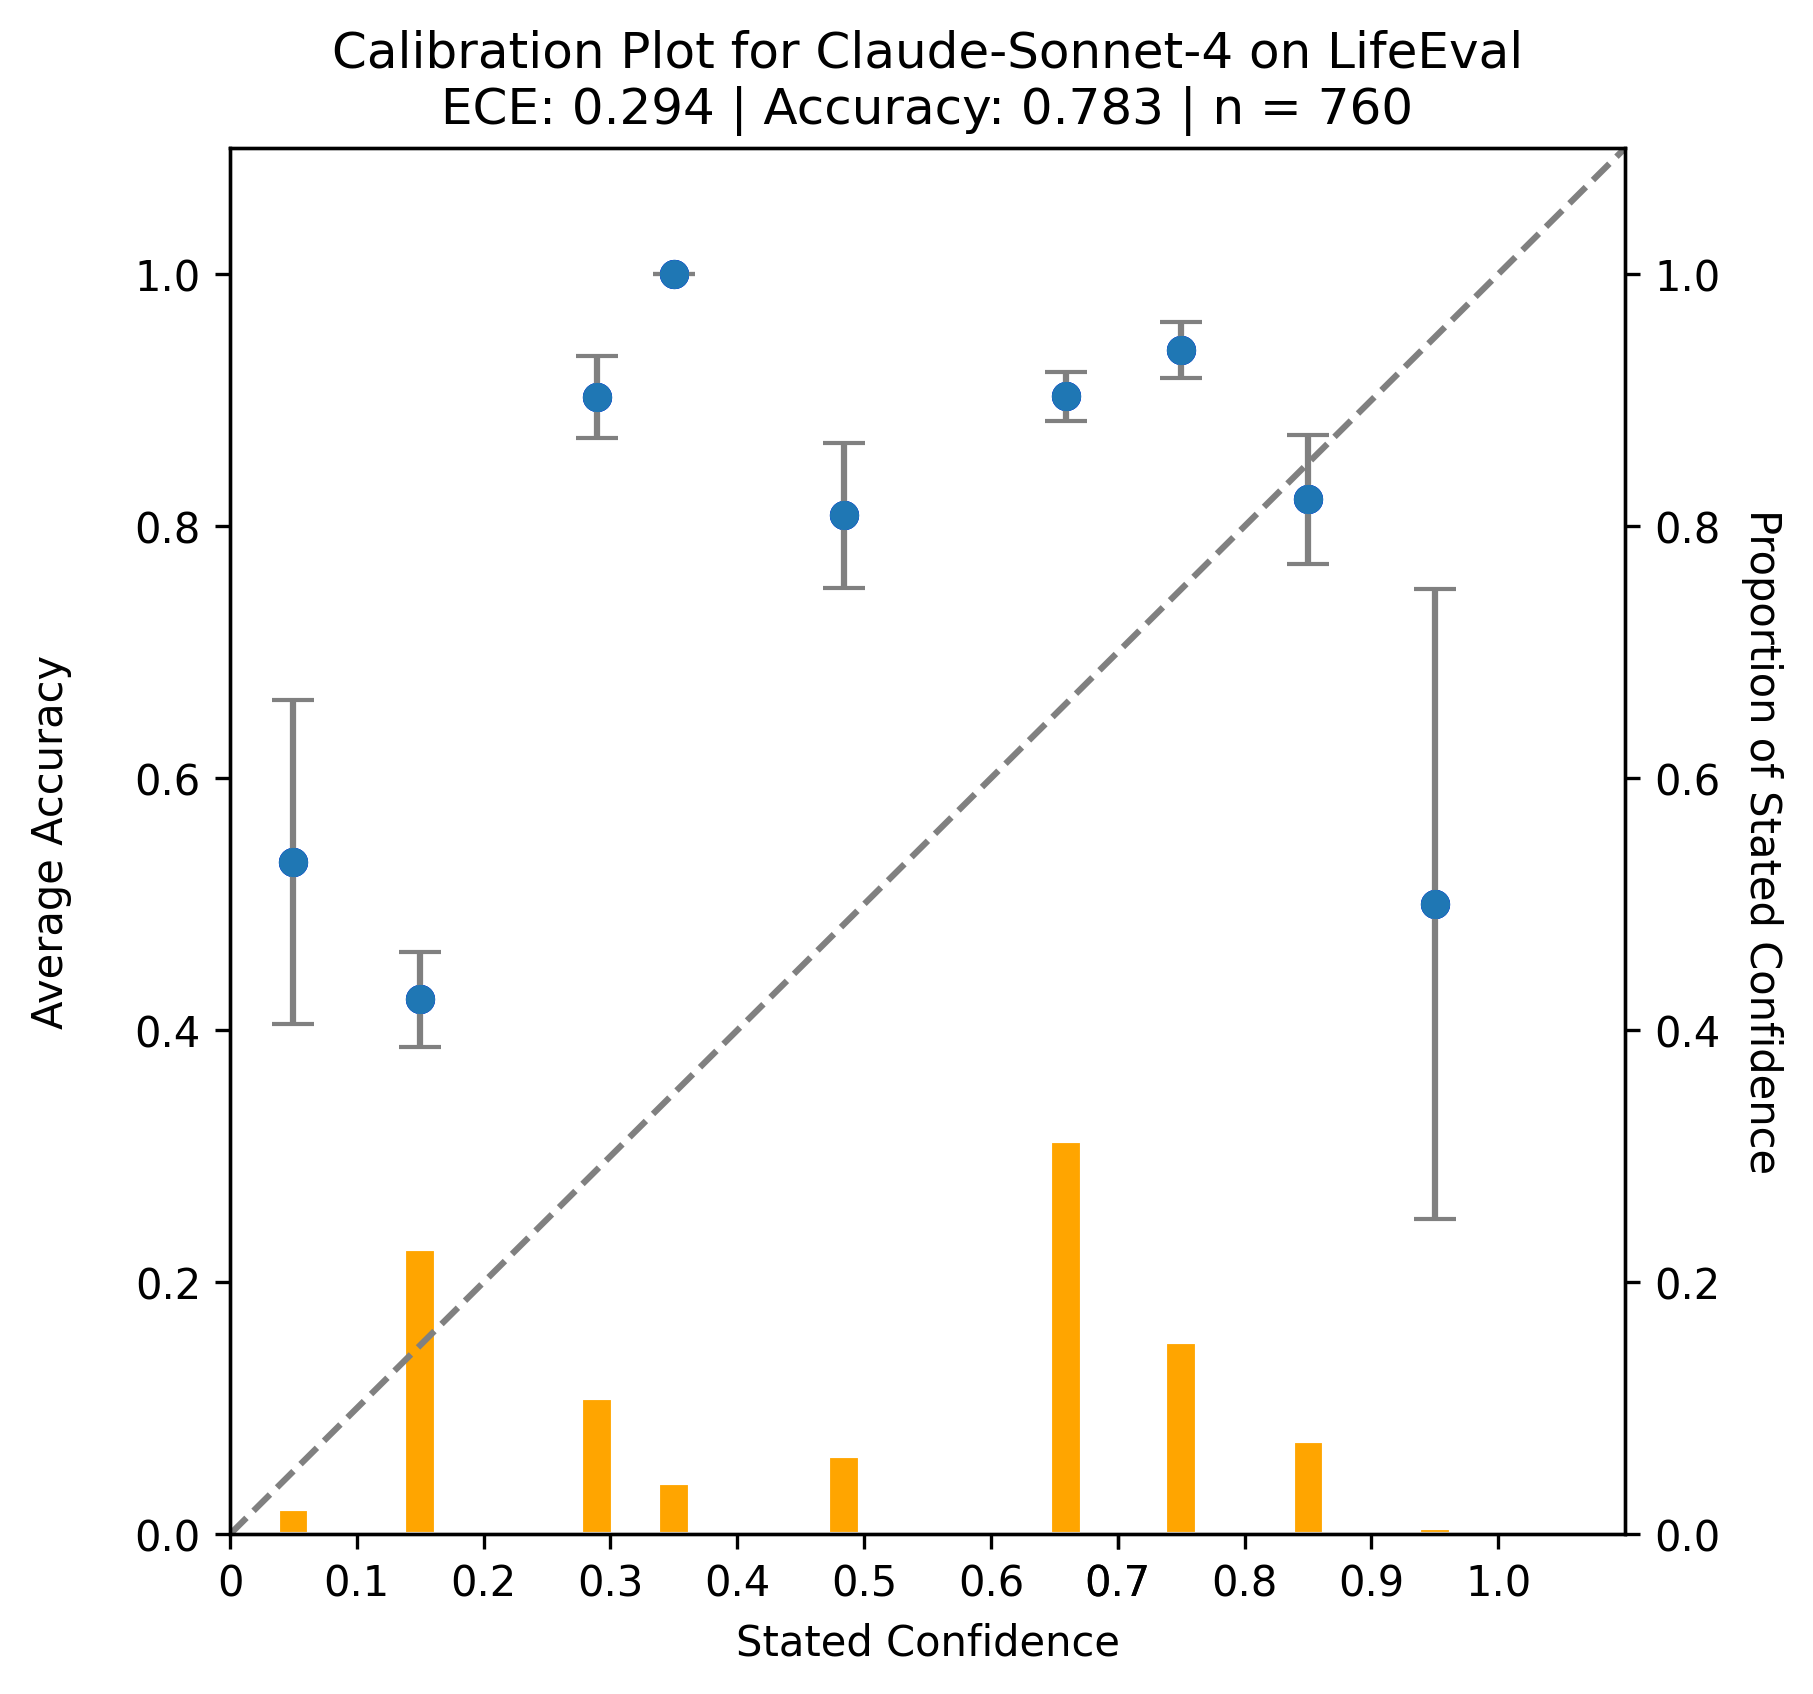 Calibration Plot for Claude-Sonnet-4 on LifeEval
ECE: 0.294 | Accuracy: 0.783 | n = 760
1.0
0.8
0.6
0.4
0.2
0.0
Average Accuracy
1.0
0.8
0.6
0.4
0.2
0.0
Proportion of Stated Confidence
0 0.1 0.2 0.3 0.4 0.5 0.6 0.7 0.8 0.9 1.0
Stated Confidence